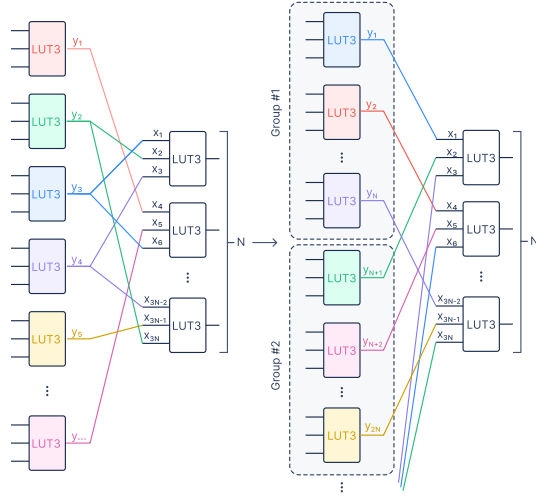 LUT3
y₁
LUT3
y₂
LUT3
y₃
LUT3
y₄
LUT3
y₅
...
LUT3
y...
x₁
x₂
x₃
LUT3
x₄
x₅
x₆
LUT3
...
x₃N-₂
x₃N-₁
x₃N
LUT3
N
Group #1
LUT3
y₁
LUT3
y₂
...
LUT3
yN
Group #2
LUT3
yN+₁
LUT3
yN+₂
...
LUT3
y₂N
...
x₁
x₂
x₃
LUT3
x₄
x₅
x₆
LUT3
...
x₃N-₂
x₃N-₁
x₃N
LUT3
N